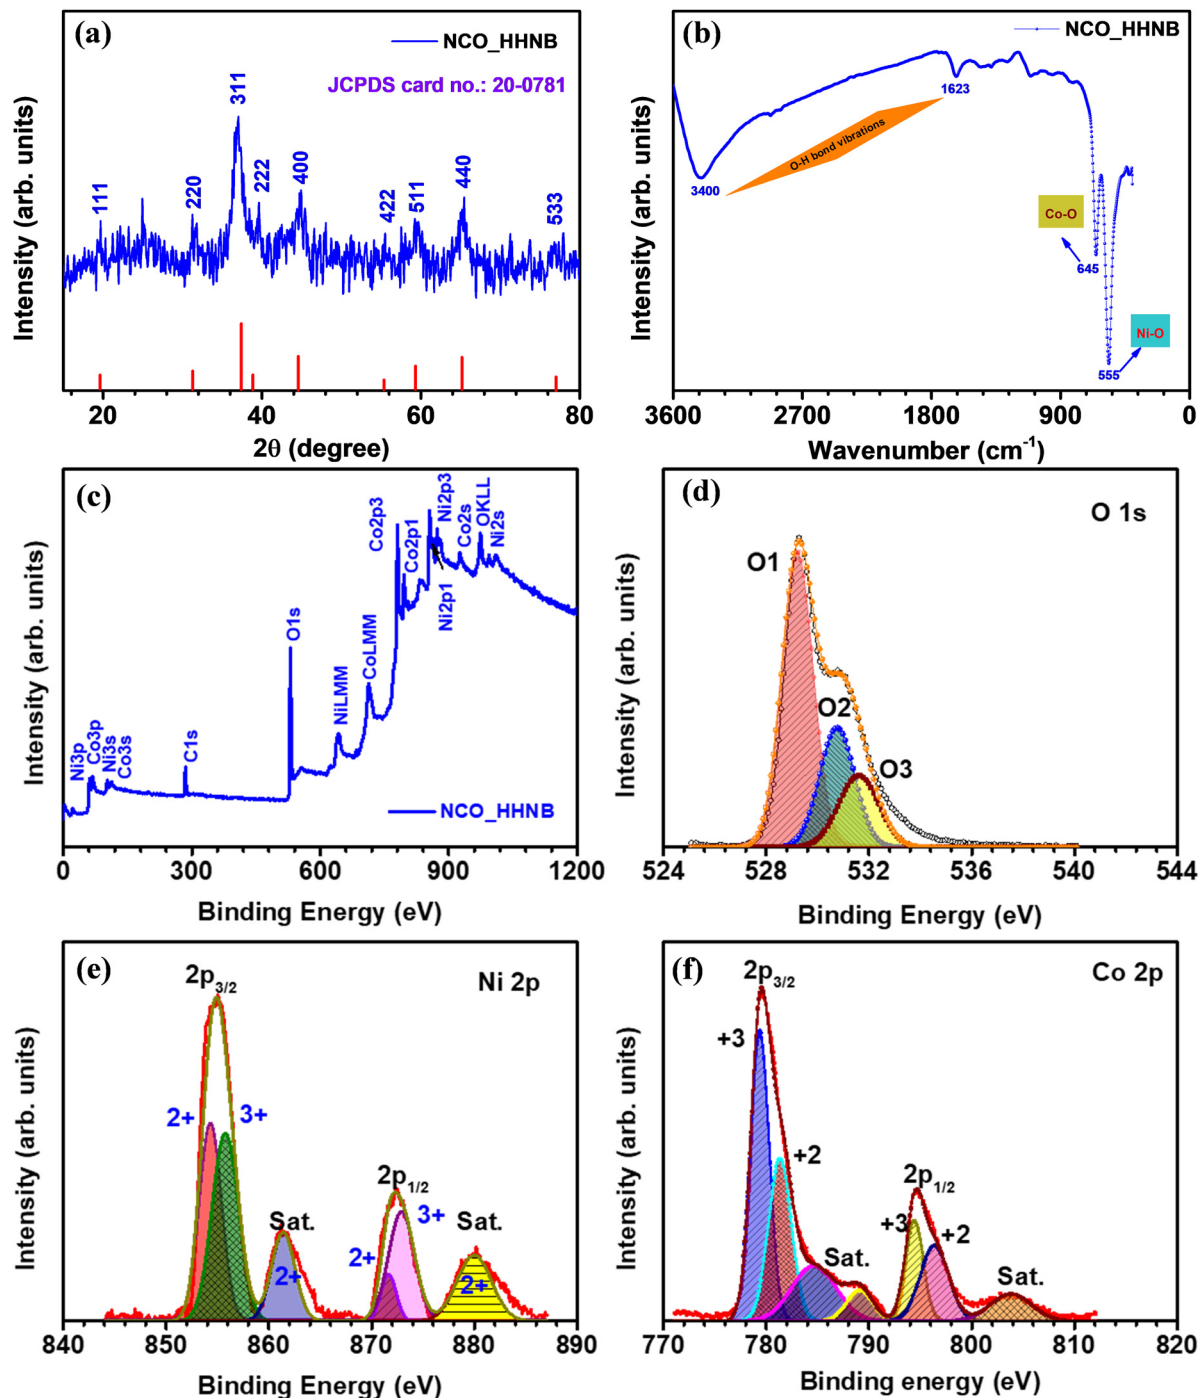 (a)
NCO_HHNB
JCPDS card no.: 20-0781
111
220
311
222
400
422
511
440
533
Intensity (arb. units)
20
40
60
80
2θ (degree)
(b)
NCO_HHNB
1623
O-H bond vibrations
3400
Co-O
645
Ni-O
555
Intensity (arb. units)
3600
2700
1800
900
0
Wavenumber (cm-1)
(c)
Ni3p
Co3p
Ni3s
Co3s
C1s
O1s
NiLMM
CoLMM
Co2p3
Co2p1
Ni2p3
Ni2p1
Co2s
OKLL
Ni2s
NCO_HHNB
Intensity (arb. units)
0
300
600
900
1200
Binding Energy (eV)
(d)
O 1s
O1
O2
O3
Intensity (arb. units)
524
528
532
536
540
544
Binding energy (eV)
(e)
Ni 2p
2p3/2
2+
3+
Sat.
2+
2p1/2
2+
3+
Sat.
2+
Intensity (arb. units)
840
850
860
870
880
890
Binding Energy (eV)
(f)
Co 2p
2p3/2
+3
+2
Sat.
2p1/2
+3
+2
Sat.
Intensity (arb. units)
770
780
790
800
810
820
Binding energy (eV)